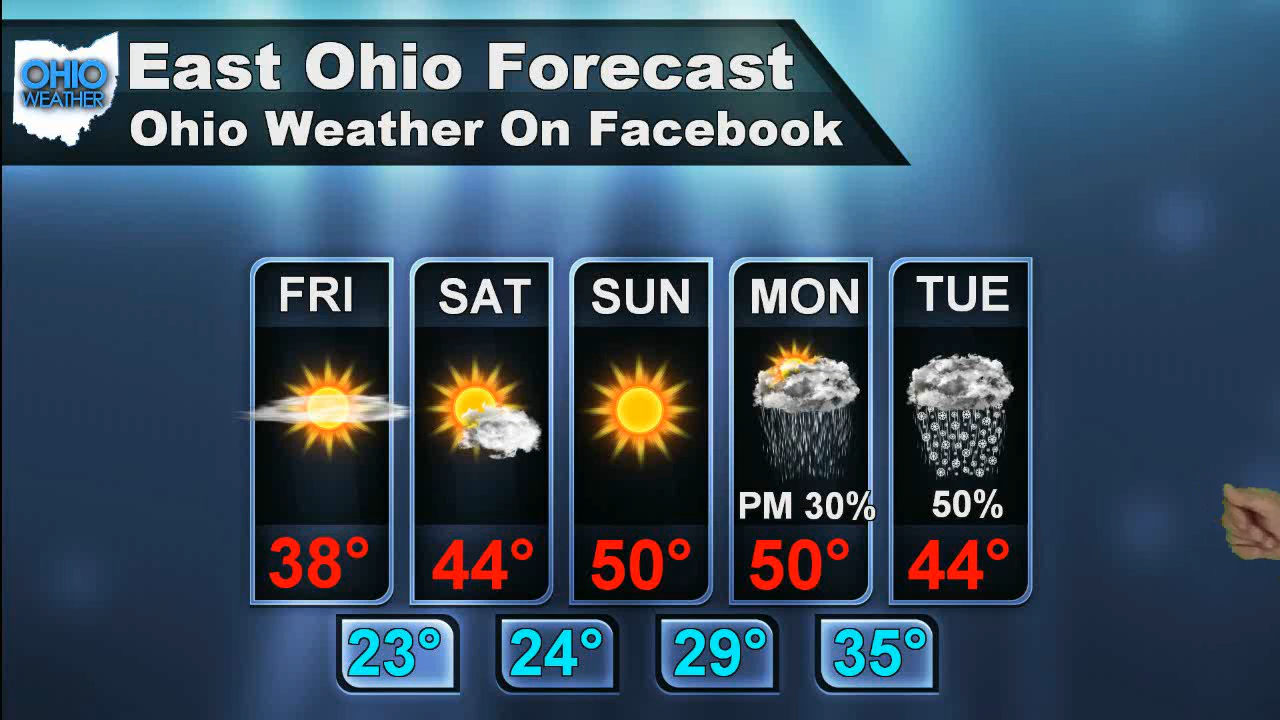 OHIO
WEATHER
East Ohio Forecast
Ohio Weather On Facebook
FRI SAT SUN MON TUE
PM 30% 50%
38° 44° 50° 50° 44°
23° 24° 29° 35°